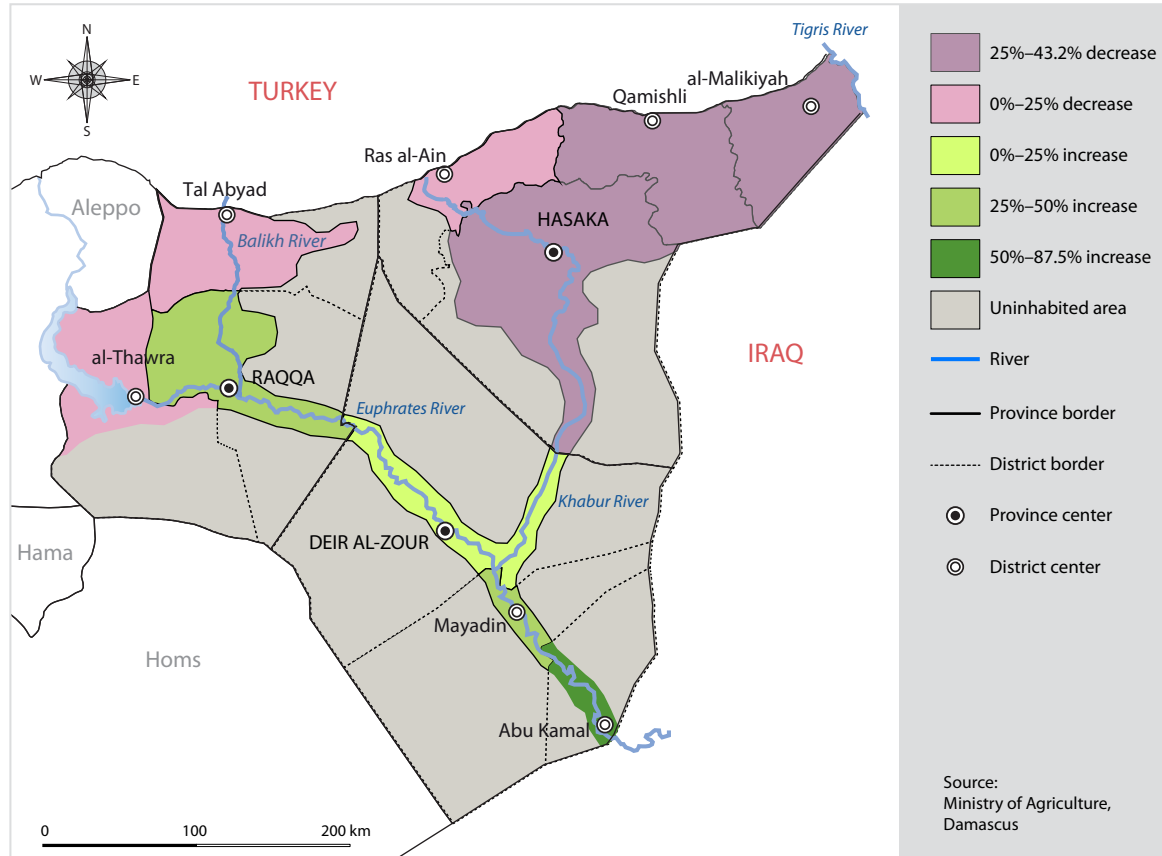 N
W
E
S
TURKEY
Tigris River
al-Malikiyah
Qamishli
Ras al-Ain
Tal Abyad
Aleppo
Balikh River
HASAKA
al-Thawra
RAQQA
IRAQ
Euphrates River
Khabur River
DEIR AL-ZOUR
Hama
Mayadin
Homs
Abu Kamal
0
100
200 km
25%–43.2% decrease
0%–25% decrease
0%–25% increase
25%–50% increase
50%–87.5% increase
Uninhabited area
River
Province border
District border
Province center
District center
Source:
Ministry of Agriculture,
Damascus